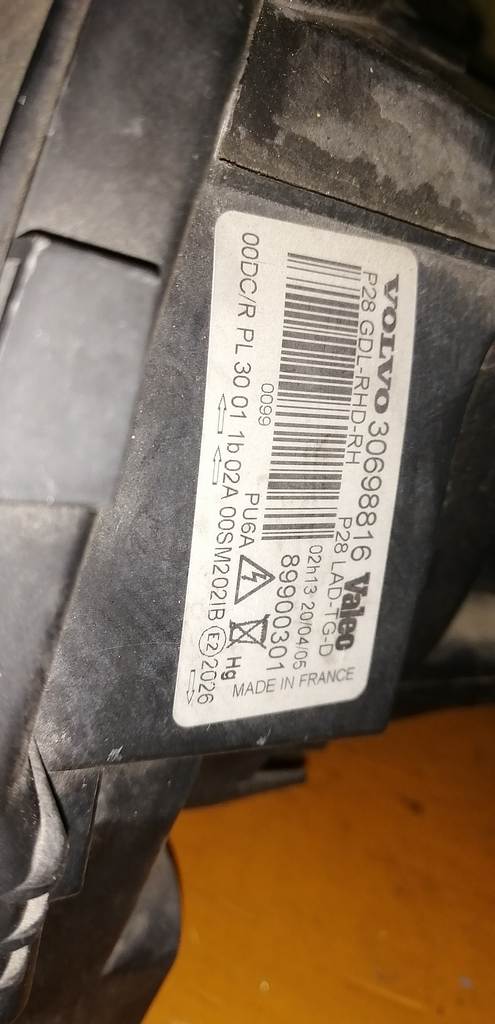 VOLVO 30698816 Valeo
P28 GDL-RHD-RH P28 LAD-TG-D
02h13 20/04/05
89900301
0099 PU6A Hg MADE IN FRANCE
00DC/R PL 30 01 1b 02A 00SM202IB E2 2026